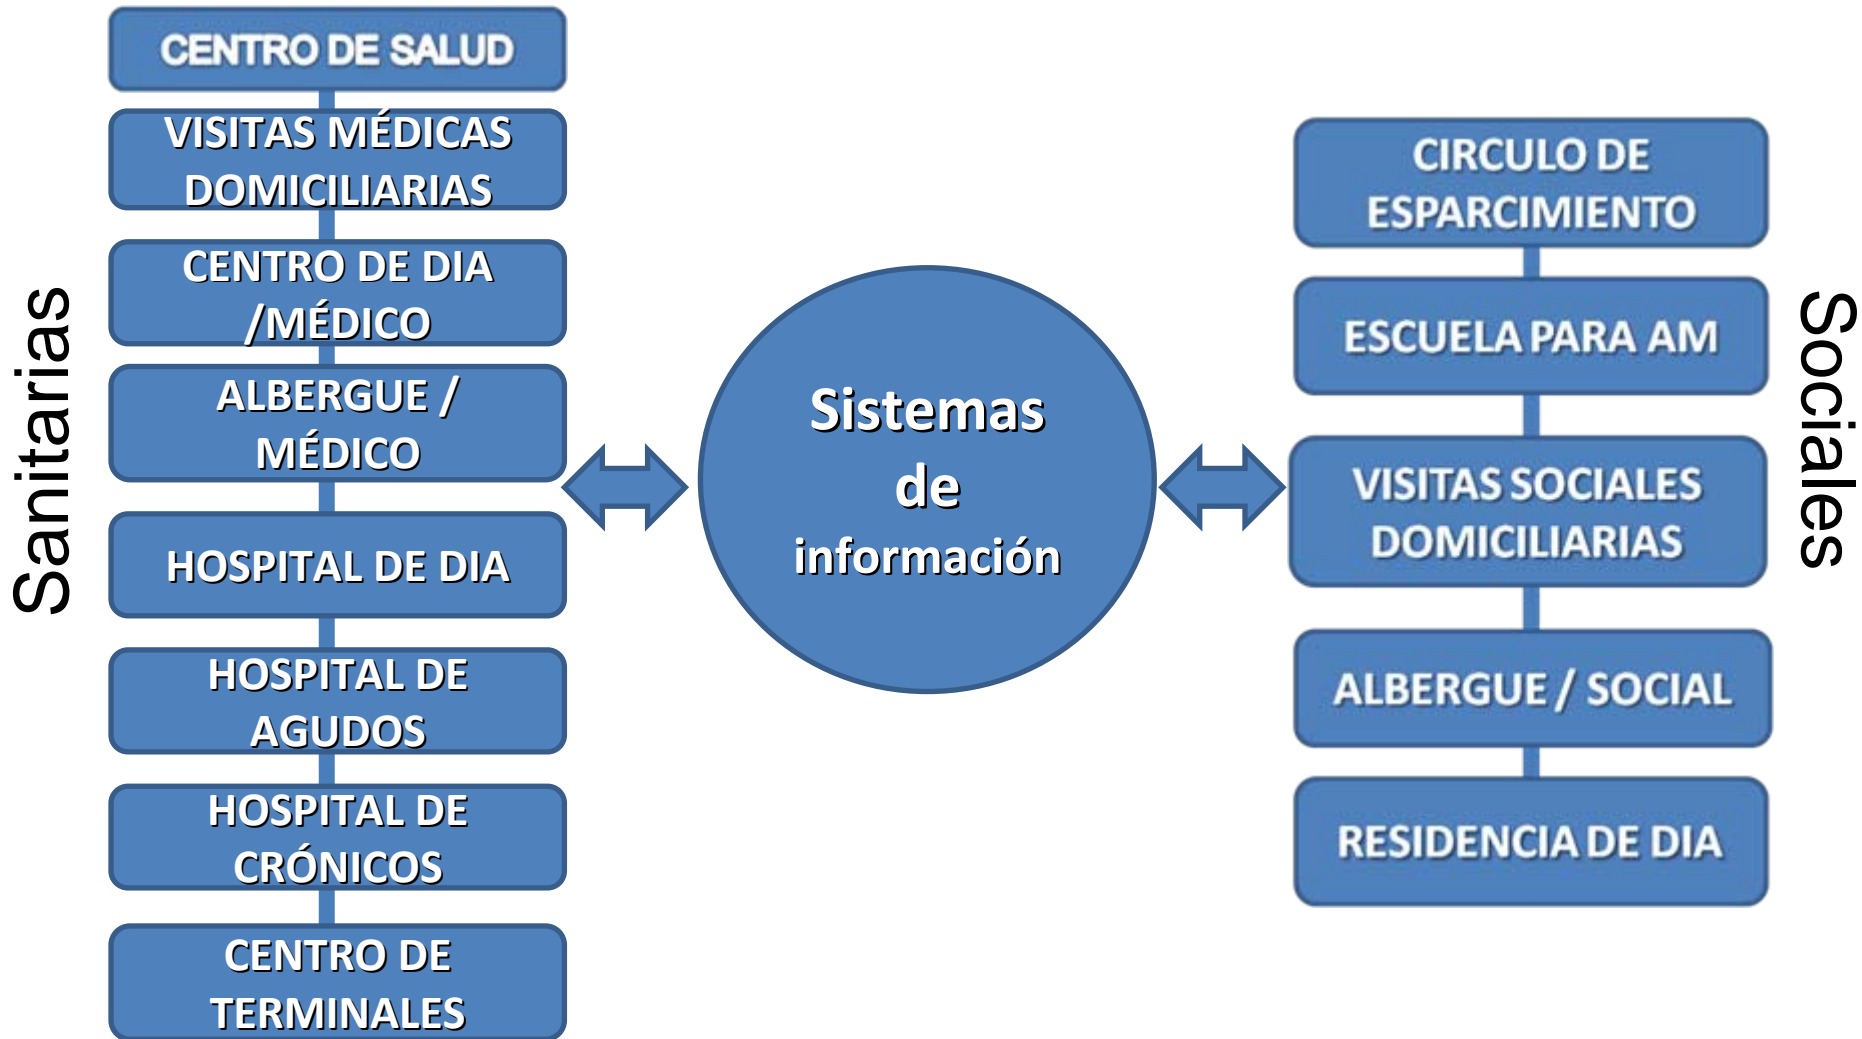 Sanitarias
CENTRO DE SALUD
VISITAS MÉDICAS
DOMICILIARIAS
CENTRO DE DIA
/MÉDICO
ALBERGUE /
MÉDICO
HOSPITAL DE DIA
HOSPITAL DE
AGUDOS
HOSPITAL DE
CRÓNICOS
CENTRO DE
TERMINALES
Sistemas
de
información
CIRCULO DE
ESPARCIMIENTO
ESCUELA PARA AM
VISITAS SOCIALES
DOMICILIARIAS
ALBERGUE / SOCIAL
RESIDENCIA DE DIA
Sociales